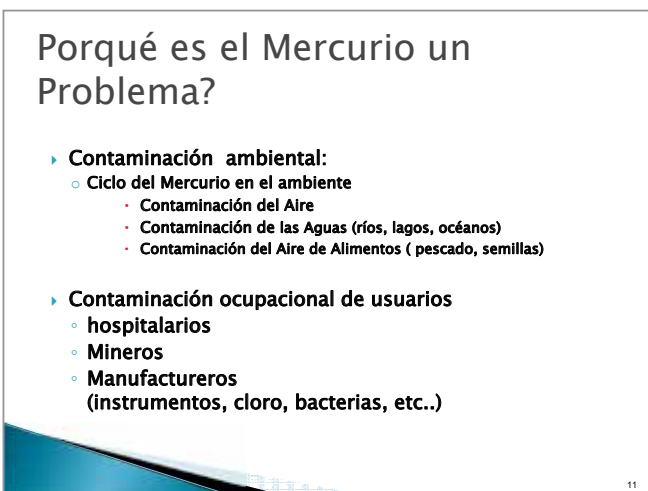 Porqué es el Mercurio un
Problema?
Contaminación ambiental:
Ciclo del Mercurio en el ambiente
Contaminación del Aire
Contaminación de las Aguas (ríos, lagos, océanos)
Contaminación del Aire de Alimentos ( pescado, semillas)
Contaminación ocupacional de usuarios
hospitalarios
Mineros
Manufactureros
(instrumentos, cloro, bacterias, etc..)
11